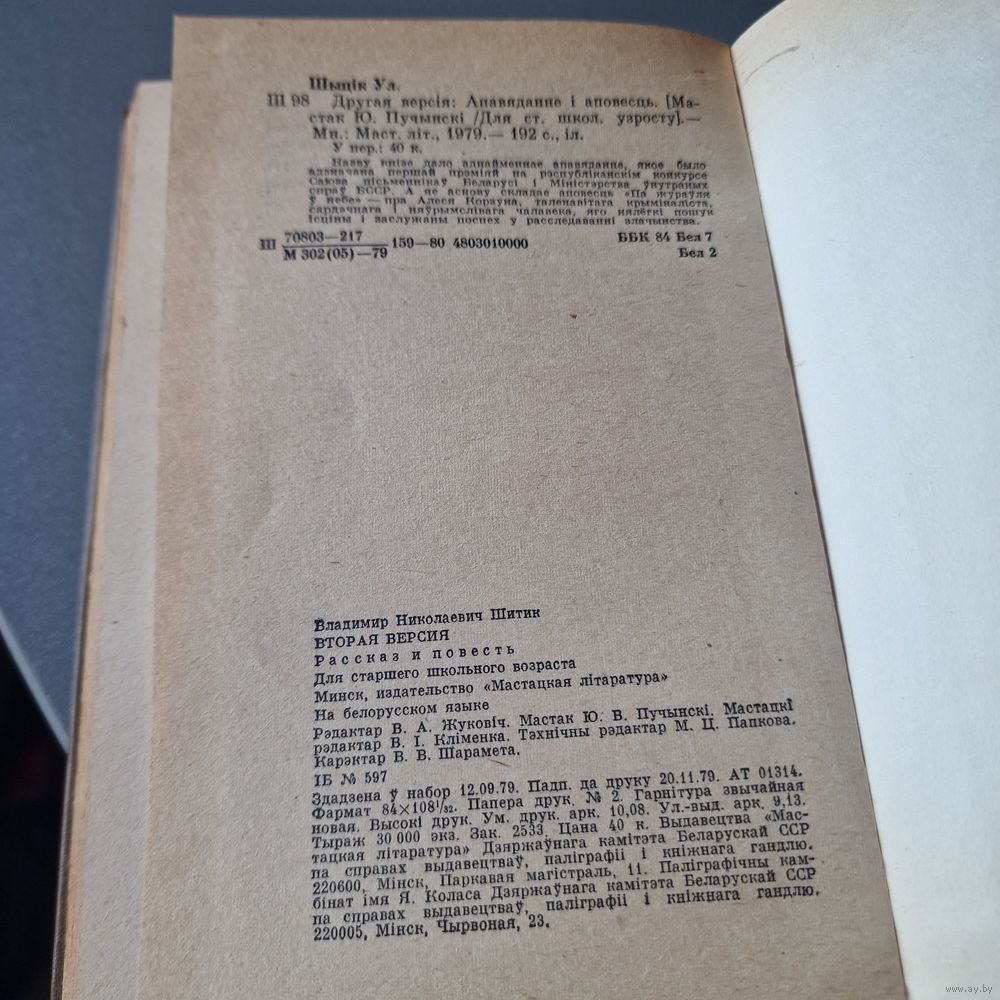 Шыцік Ул.
Ш 98 Другая версія: Апавяданне і аповесць. [Ма-
стак Ю. Пучынскі /Для ст. школ. узросту].—
Мн.: Маст. літ., 1979.— 192 с., іл.
У пер.: 40 к.
Назву кнізе дало аднайменнае апавяданне, якое было
адзначана першай прэміяй на рэспубліканскім конкурсе
Саюза пісьменнікаў Беларусі і Міністэрства ўнутраных
спраў БССР. А яе аснову складае аповесць «Па жураўля
ў небе» — пра Алеся Корзуна, таленавітага крыміналіста,
сардэчнага і няўрымслівага чалавека, яго нялёгкі пошук
Ісціны і заслужаны поспех у расследаванні злачынства.
Ш 70803—217 159—80 4803010000 ББК 84 Бел 7
М 302(05)—79 Бел 2
Владимир Николаевич Шитик
ВТОРАЯ ВЕРСИЯ
Рассказ и повесть
Для старшего школьного возраста
Минск, издательство «Мастацкая літаратура»
На белорусском языке
Рэдактар В. А. Жуковіч. Мастак Ю. В. Пучынскі. Мастацкі
рэдактар В. І. Кліменка. Тэхнічны рэдактар М. Ц. Папкова.
Карэктар В. В. Шарамета.
ІБ № 597
Здадзена ў набор 12.09.79. Падп. да друку 20.11.79. АТ 01314.
Фармат 84×108¹/₃₂. Папера друк. № 2. Гарнітура звычайная
новая. Высокі друк. Ум. друк. арк. 10,08. Ул.-выд. арк. 9,13.
Тыраж 30 000 экз. Зак. 2533. Цана 40 к. Выдавецтва «Мас-
тацкая літаратура» Дзяржаўнага камітэта Беларускай ССР
па справах выдавецтваў, паліграфіі і кніжнага гандлю.
220600, Мінск, Паркавая магістраль, 11. Паліграфічны кам-
бінат імя Я. Коласа Дзяржаўнага камітэта Беларускай ССР
па справах выдавецтваў, паліграфіі і кніжнага гандлю.
220005, Мінск, Чырвоная, 23.
www.ay.by